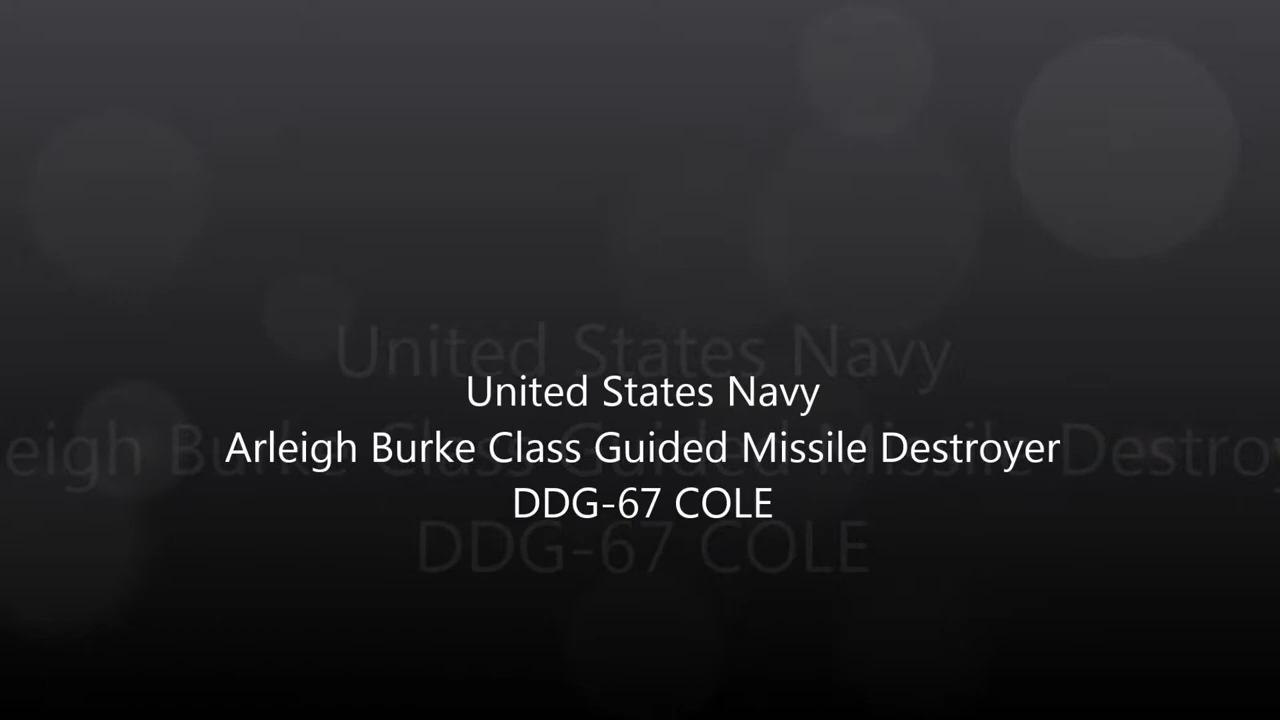 United States Navy
Arleigh Burke Class Guided Missile Destroyer
DDG-67 COLE